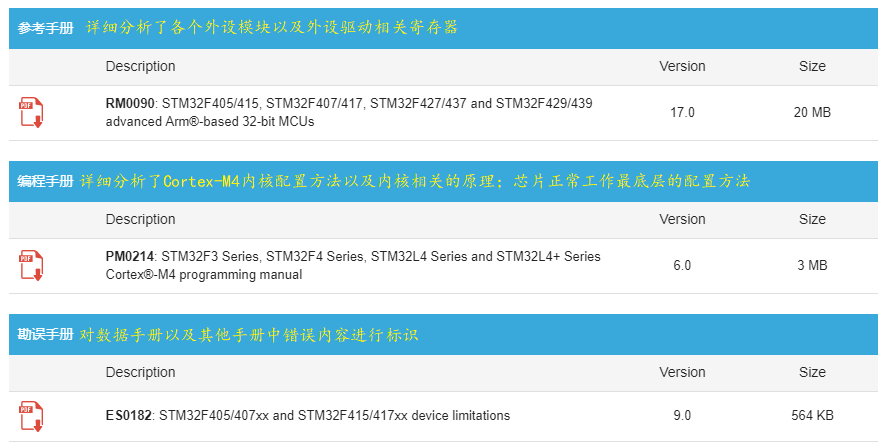 参考手册 详细分析了各个外设模块以及外设驱动相关寄存器
Description Version Size
PDF RM0090: STM32F405/415, STM32F407/417, STM32F427/437 and STM32F429/439 17.0 20 MB
advanced Arm®-based 32-bit MCUs
编程手册 详细分析了Cortex-M4内核配置方法以及内核相关的原理；芯片正常工作最底层的配置方法
Description Version Size
PDF PM0214: STM32F3 Series, STM32F4 Series, STM32L4 Series and STM32L4+ Series 6.0 3 MB
Cortex®-M4 programming manual
勘误手册 对数据手册以及其他手册中错误内容进行标识
Description Version Size
PDF ES0182: STM32F405/407xx and STM32F415/417xx device limitations 9.0 564 KB